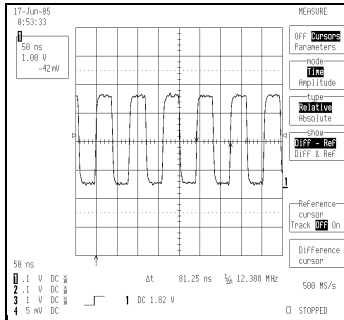 17-Jun-05
0:53:33
MEASURE
1
50 ns
1.00 V
-42mV
Off Cursors
Parameters
mode
Time
Amplitude
type
Relative
Absolute
show
Diff - Ref
Diff & Ref
1
Reference
cursor
Track Off On
Difference
cursor
50 ns
1 .1 V DC
2 .1 V DC
3 1 V DC
4 5 mV DC
Δt 81.25 ns 1/Δt 12.308 MHz
1 DC 1.82 V
500 MS/s
STOPPED